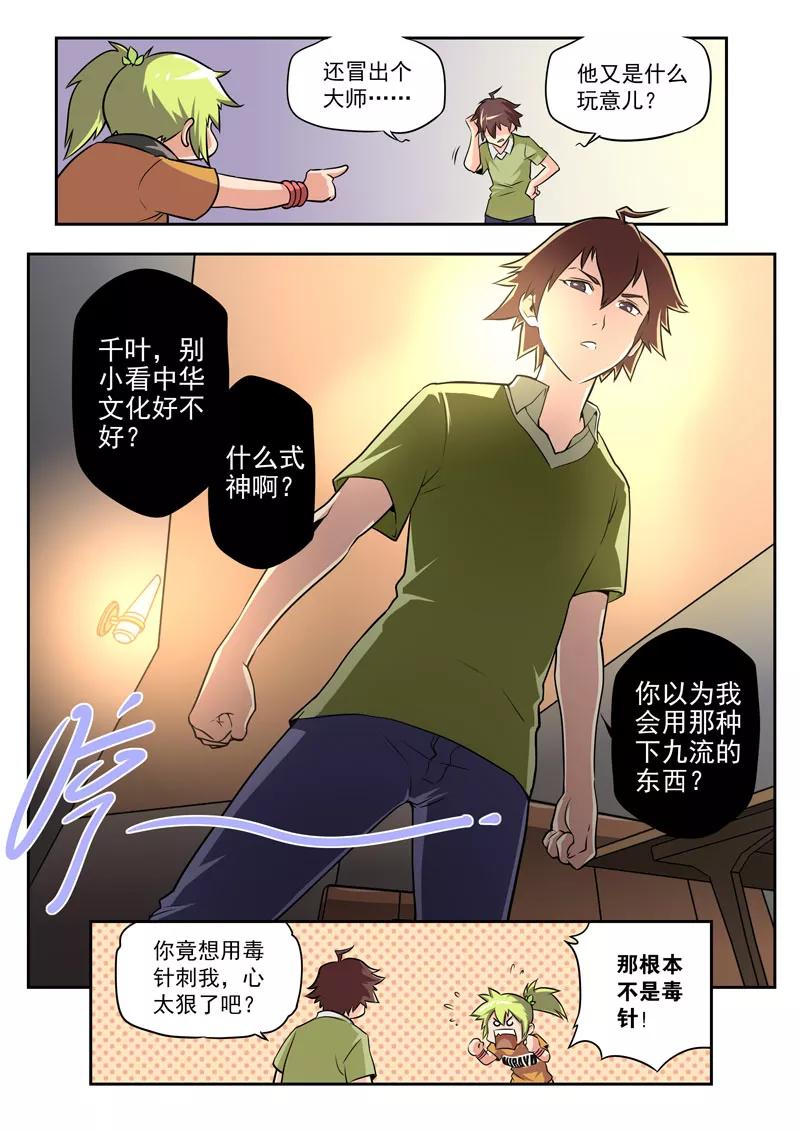 还冒出个
大师……
他又是什么
玩意儿？
千叶，别
小看中华
文化好不
好？
什么式
神啊？
你以为我
会用那种
下九流的
东西？
哼
你竟想用毒
针刺我，心
太狠了吧？
那根本
不是毒
针！